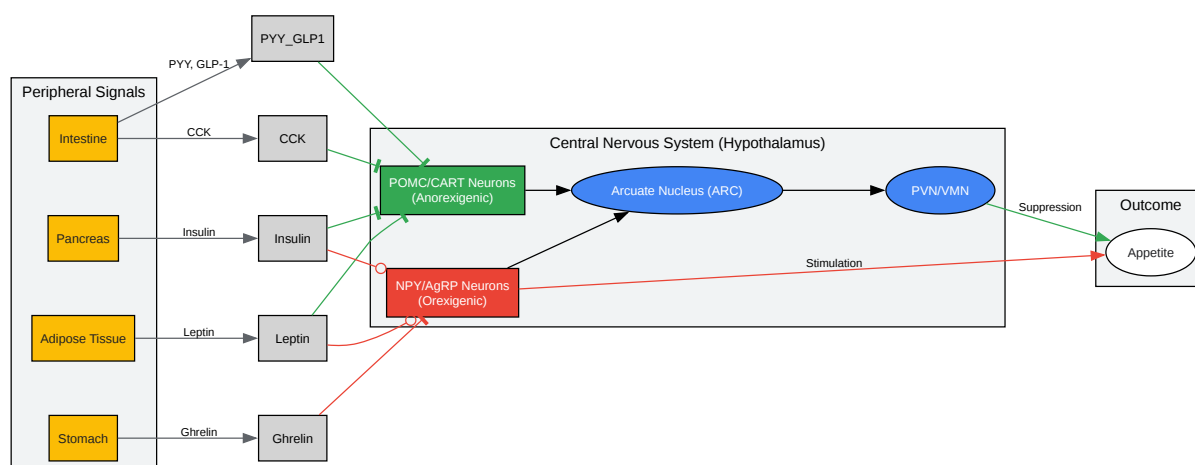 PYY_GLP1
PYY, GLP-1
Peripheral Signals
Intestine
CCK
CCK
Central Nervous System (Hypothalamus)
POMC/CART Neurons
(Anorexigenic)
Arcuate Nucleus (ARC)
PVN/VMN
Suppression
Outcome
Appetite
Pancreas
Insulin
Insulin
NPY/AgRP Neurons
(Orexigenic)
Stimulation
Adipose Tissue
Leptin
Leptin
Stomach
Ghrelin
Ghrelin